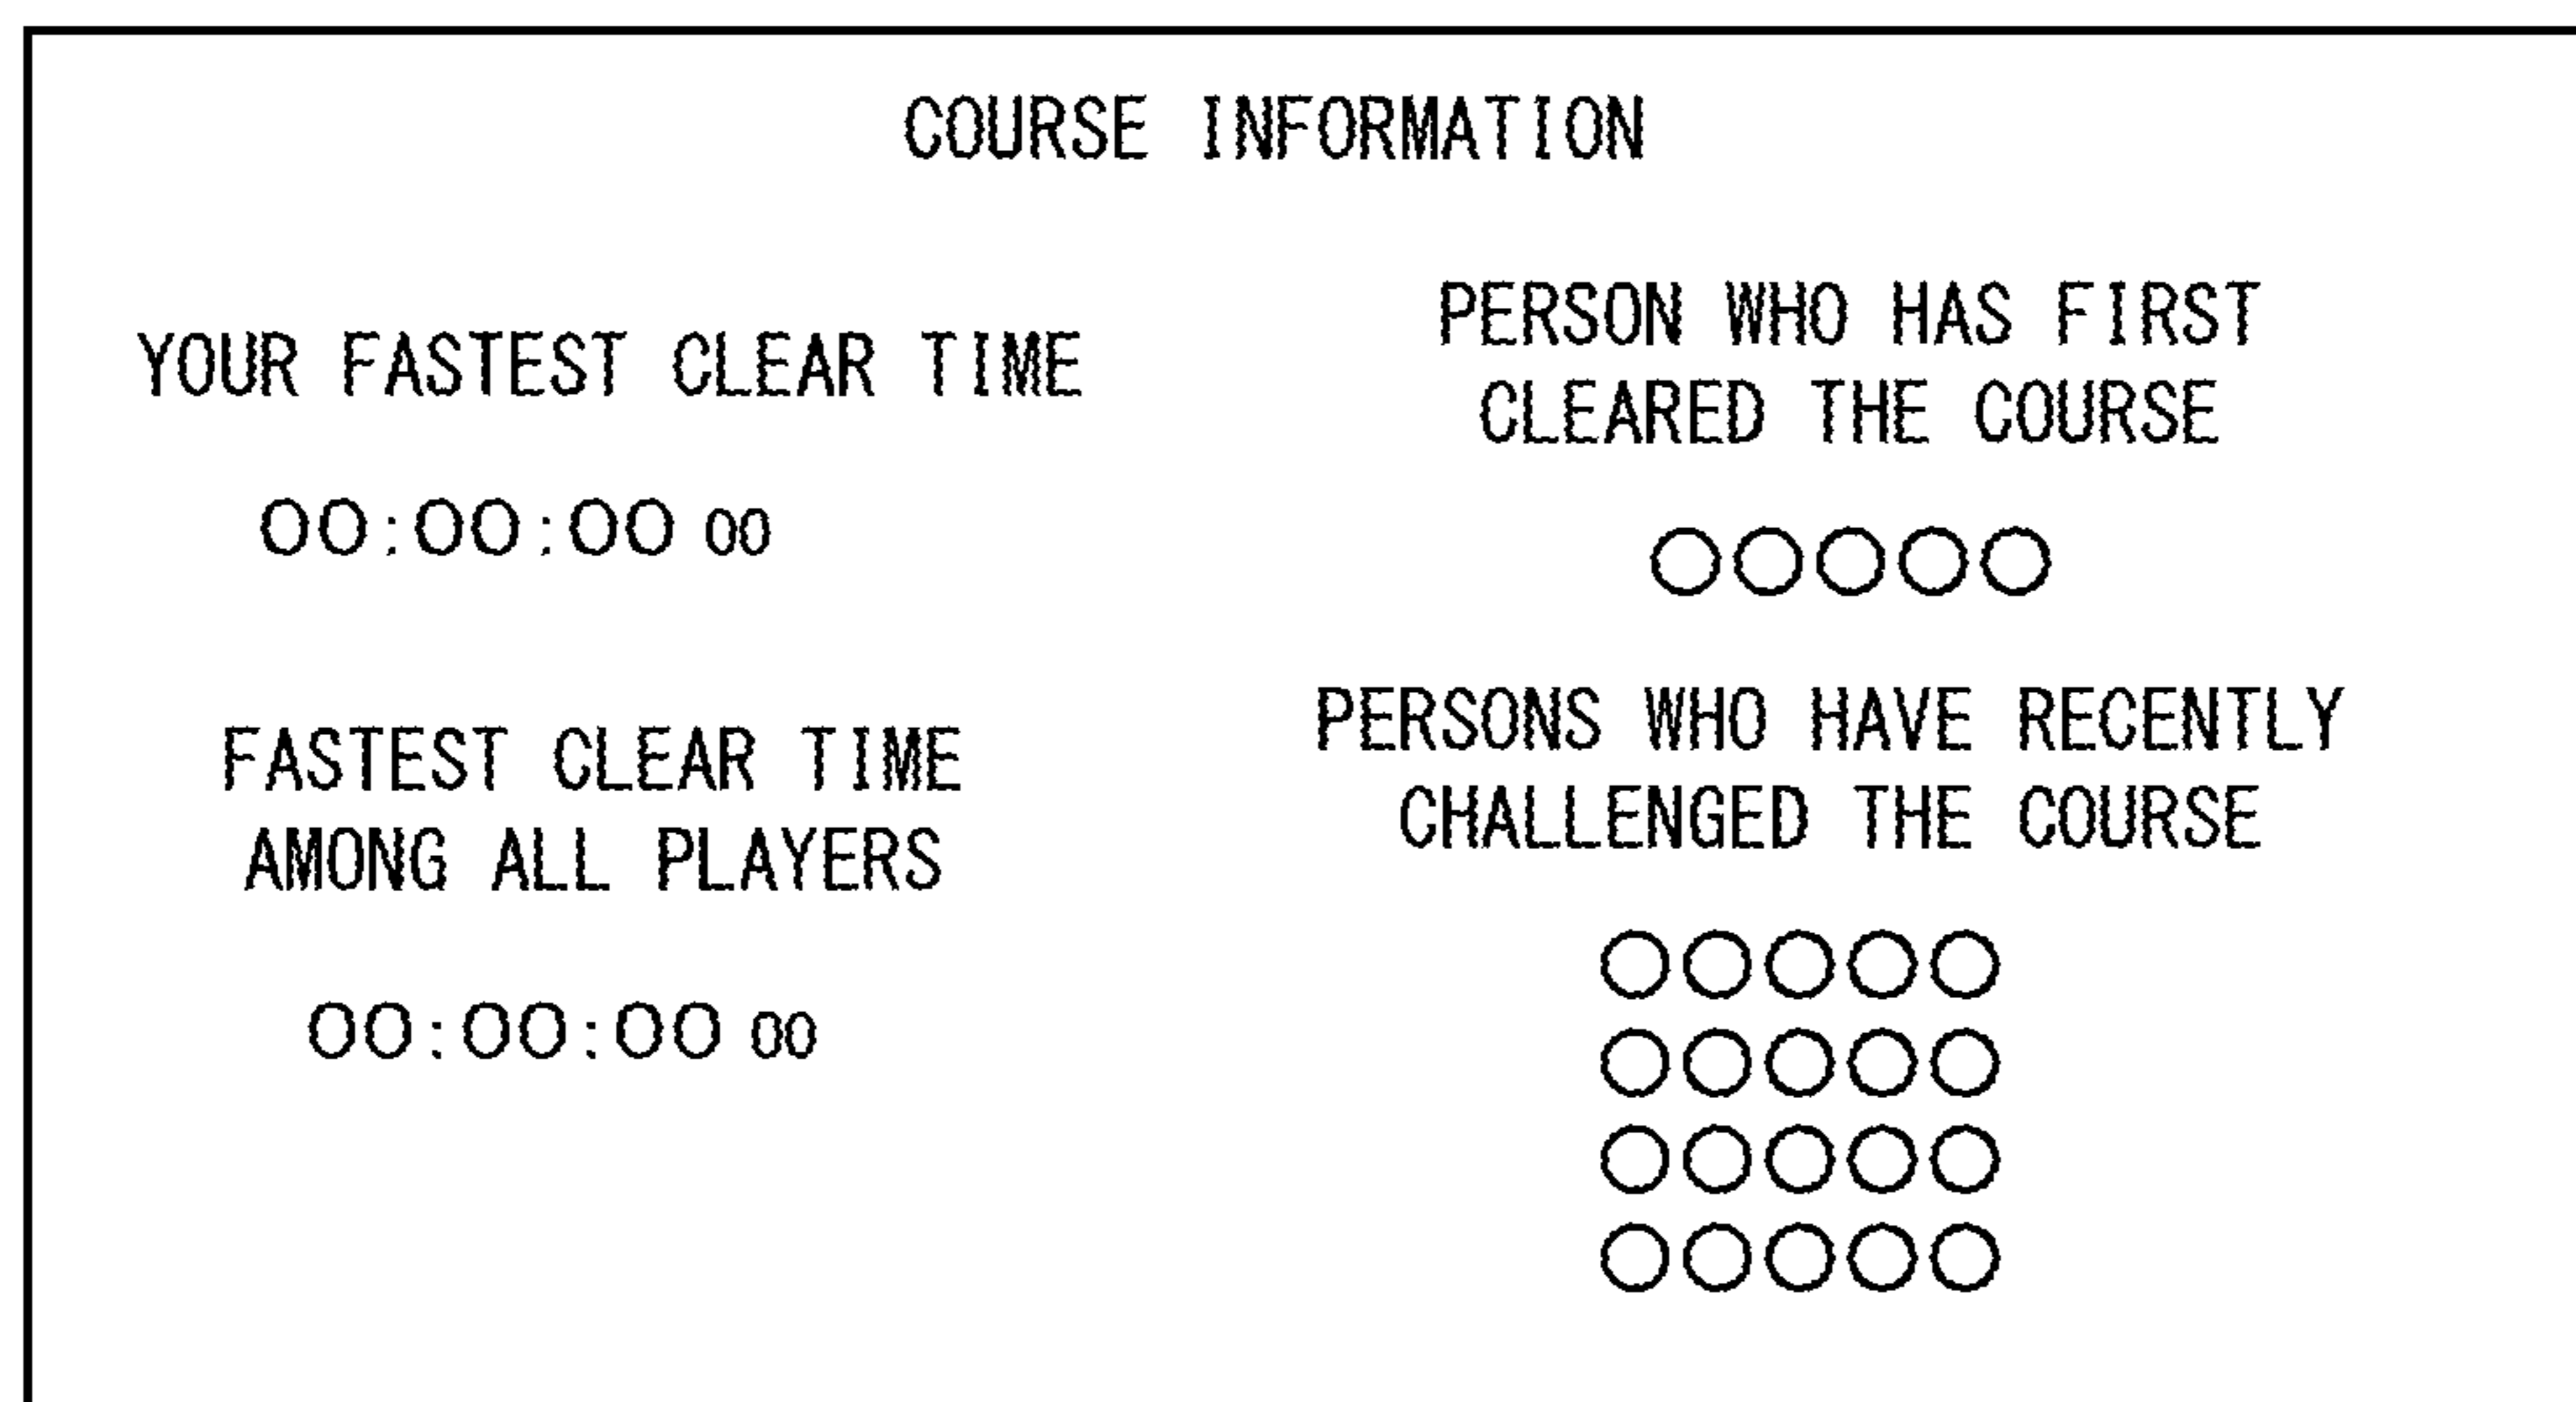 COURSE INFORMATION
YOUR FASTEST CLEAR TIME
00:00:00 00
FASTEST CLEAR TIME
AMONG ALL PLAYERS
00:00:00 00
PERSON WHO HAS FIRST
CLEARED THE COURSE
○○○○○
PERSONS WHO HAVE RECENTLY
CHALLENGED THE COURSE
○○○○○
○○○○○
○○○○○
○○○○○